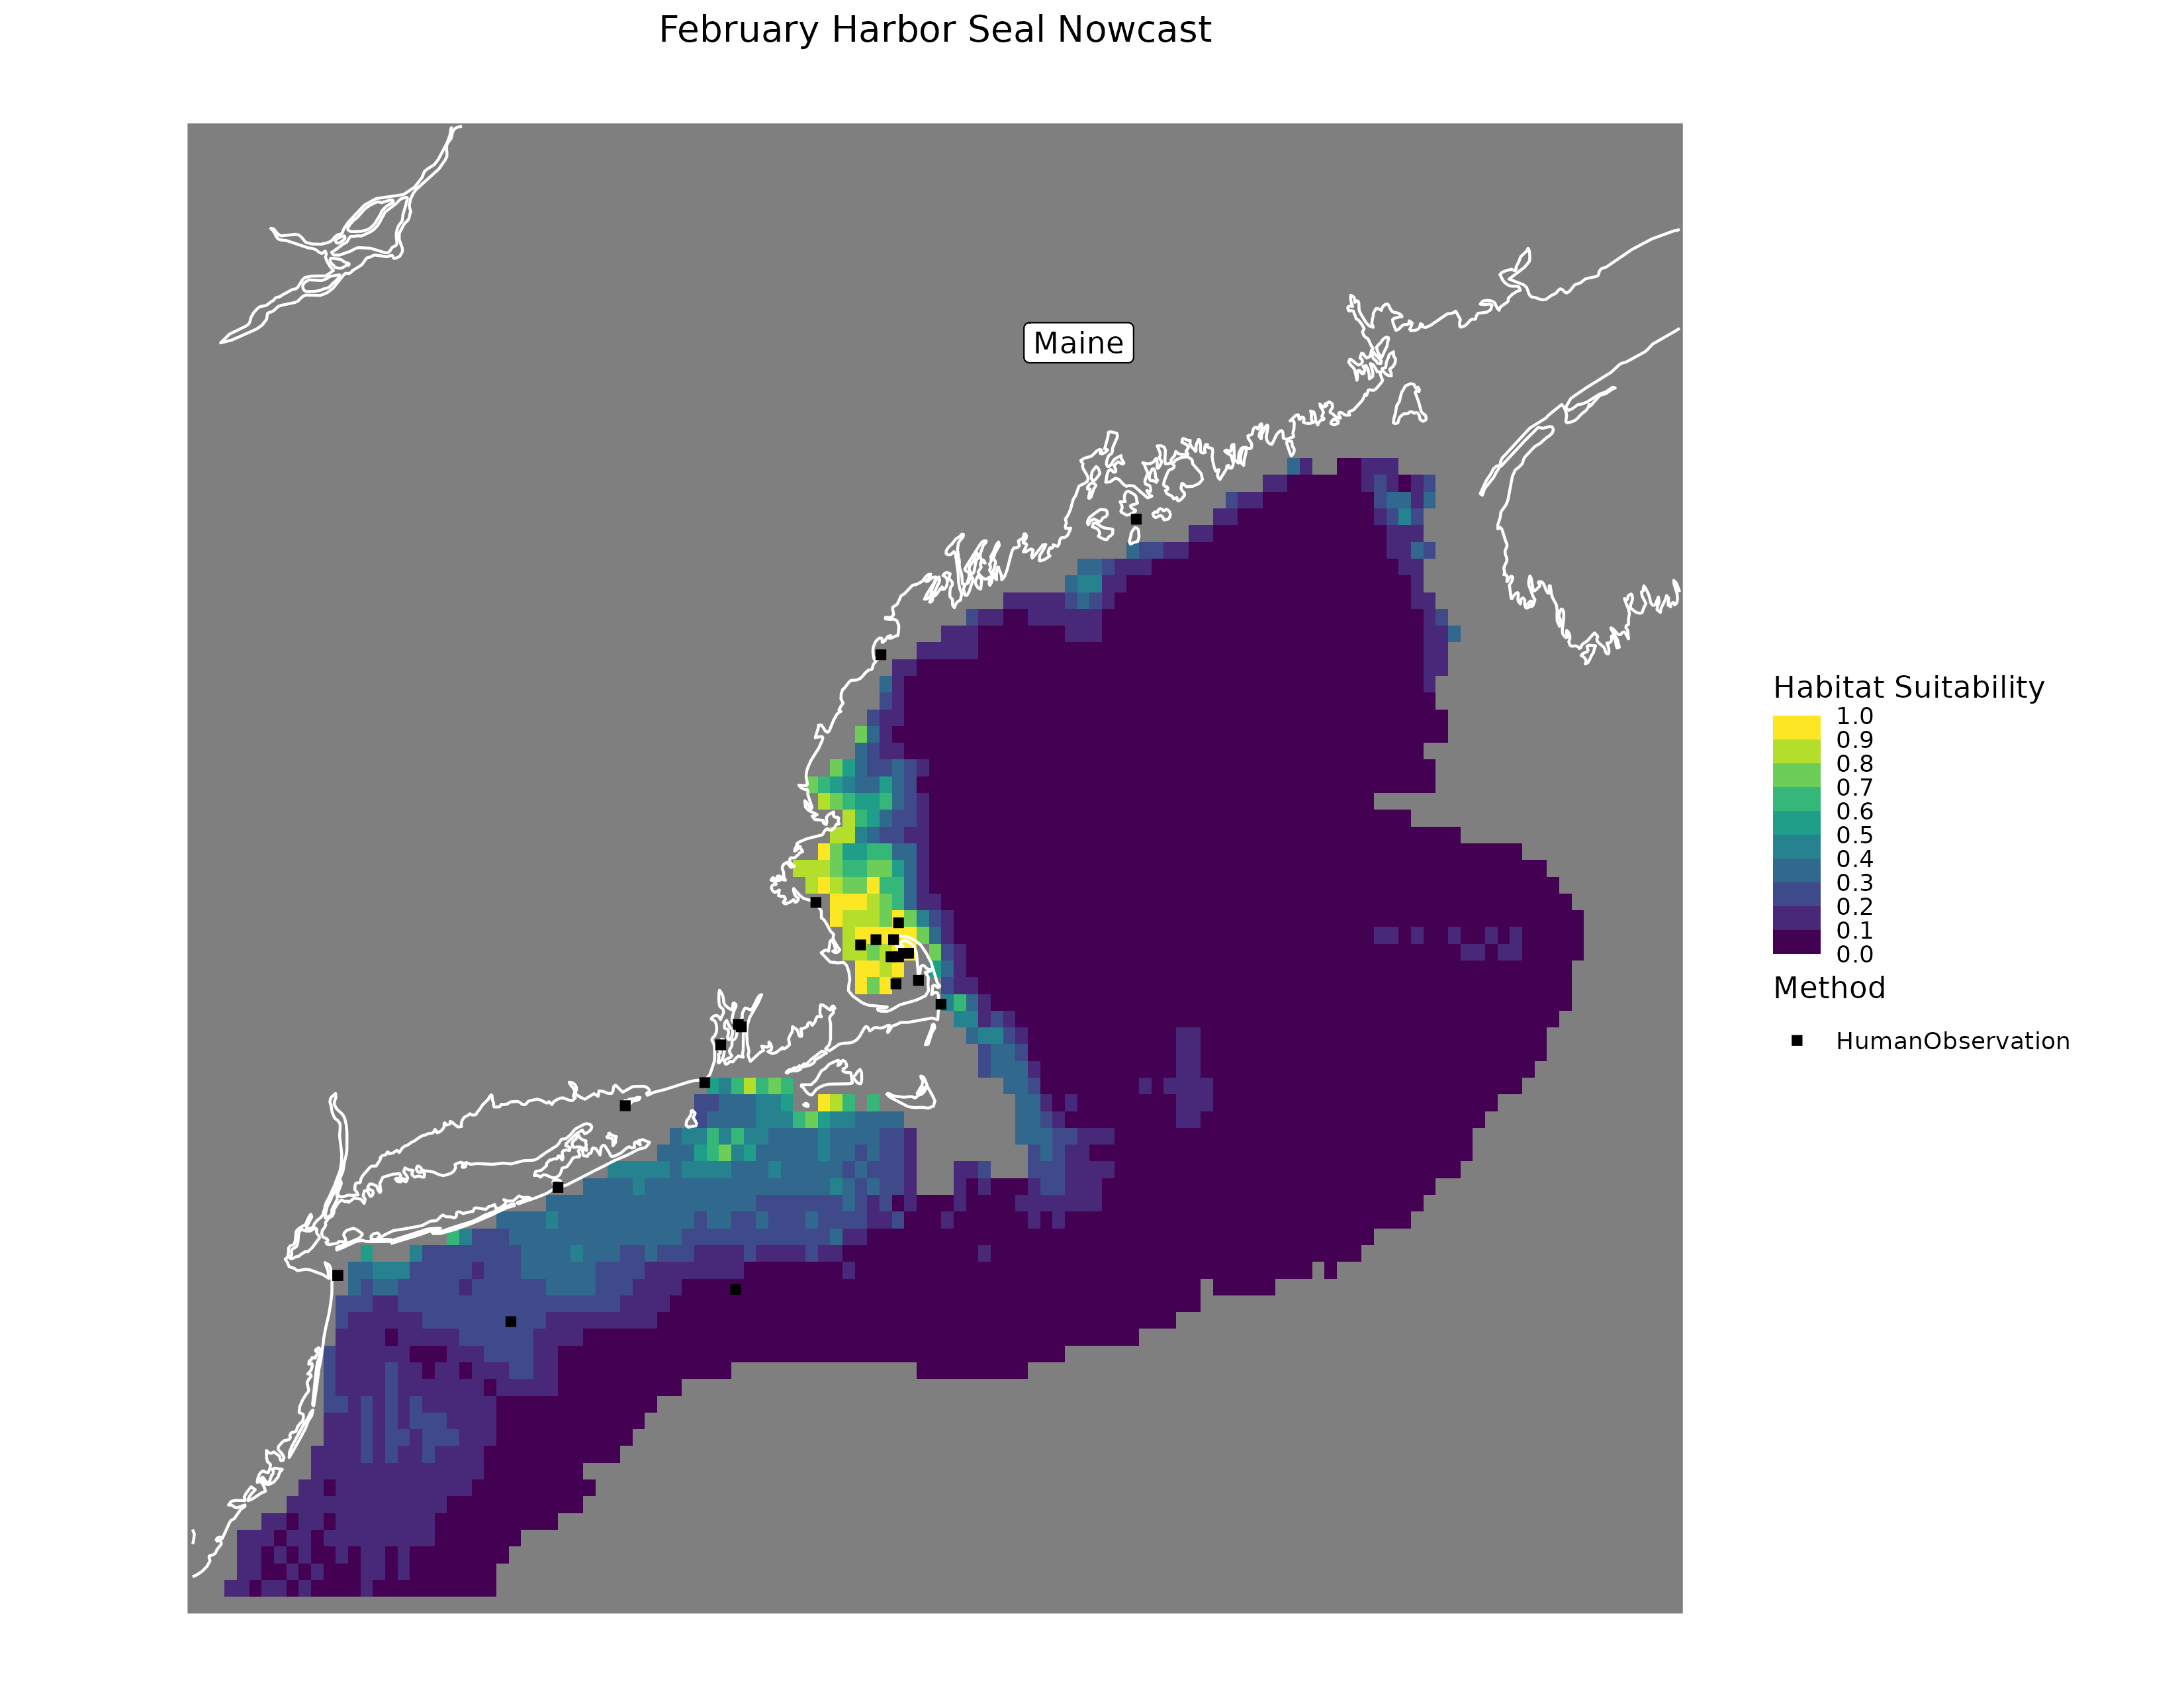 February Harbor Seal Nowcast
Maine
Habitat Suitability
1.0
0.9
0.8
0.7
0.6
0.5
0.4
0.3
0.2
0.1
0.0
Method
HumanObservation